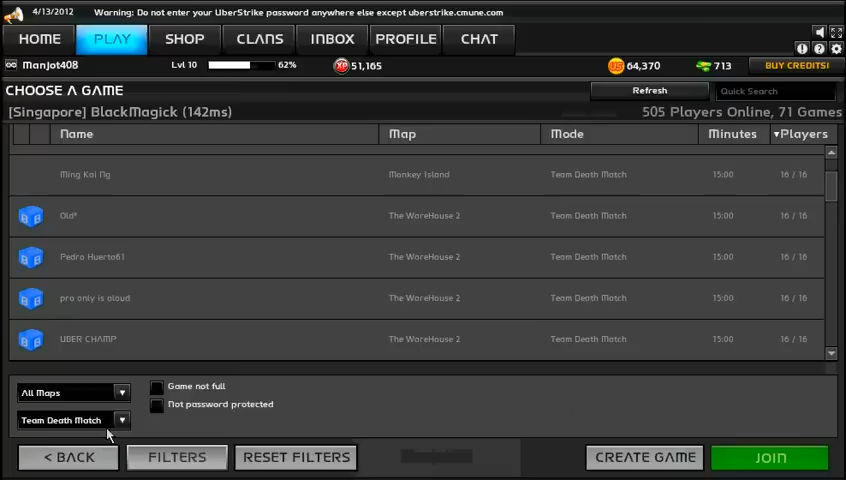 4/13/2012 Warning: Do not enter your UberStrike password anywhere else except uberstrike.cmune.com
HOME PLAY SHOP CLANS INBOX PROFILE CHAT
Manjot408 Lvl 10 62% XP 51,165 64,370 713 BUY CREDITS!
CHOOSE A GAME Refresh Quick Search
[Singapore] BlackMagick (142ms) 505 Players Online, 71 Games
Name Map Mode Minutes ▾Players
Ming Kai Ng Monkey Island Team Death Match 15:00 16 / 16
Old* The WareHouse 2 Team Death Match 15:00 16 / 16
Pedro Huerta61 The WareHouse 2 Team Death Match 15:00 16 / 16
pro only is aloud The WareHouse 2 Team Death Match 15:00 16 / 16
UBER CHAMP The WareHouse 2 Team Death Match 15:00 16 / 16
All Maps Game not full
Not password protected
Team Death Match
< BACK FILTERS RESET FILTERS CREATE GAME JOIN